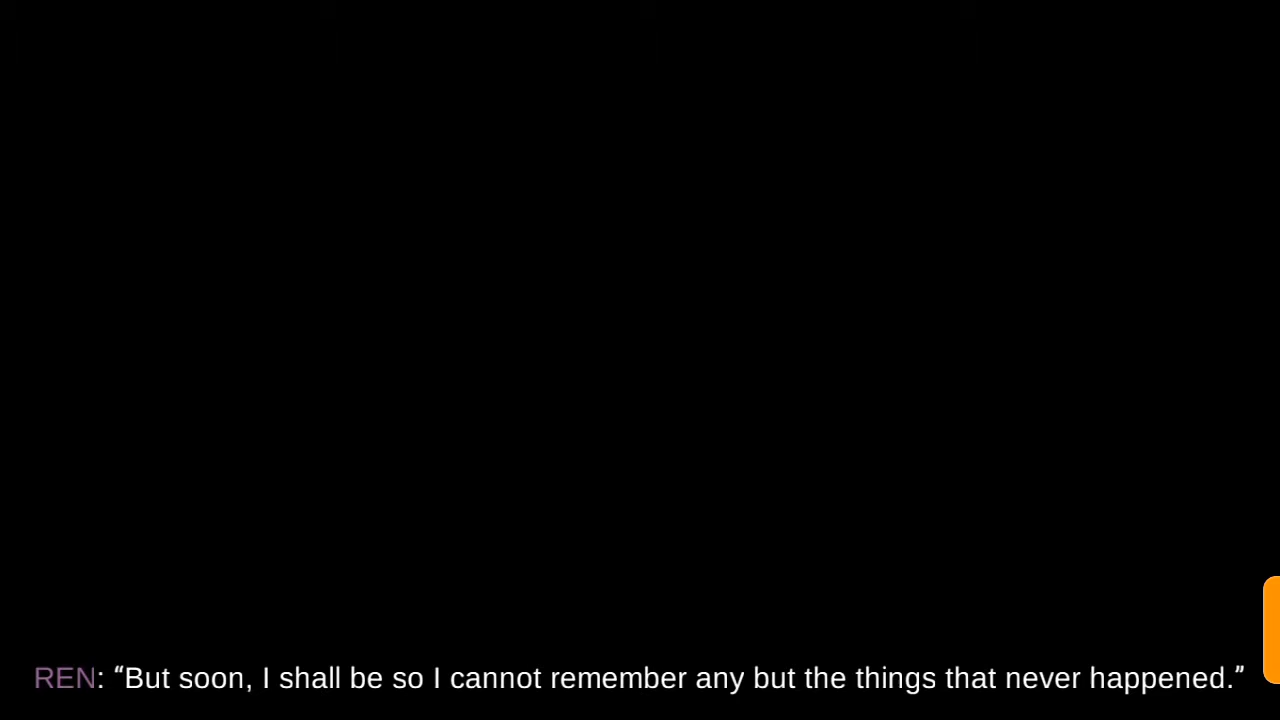 REN: “But soon, I shall be so I cannot remember any but the things that never happened.”